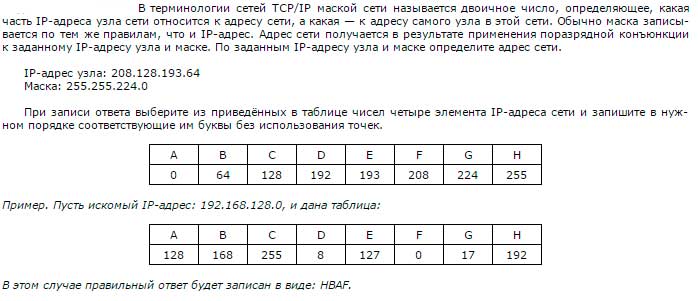 В терминологии сетей TCP/IP маской сети называется двоичное число, определяющее, какая
часть IP-адреса узла сети относится к адресу сети, а какая — к адресу самого узла в этой сети. Обычно маска записы-
вается по тем же правилам, что и IP-адрес. Адрес сети получается в результате применения поразрядной конъюнкции
к заданному IP-адресу узла и маске. По заданным IP-адресу узла и маске определите адрес сети.
IP-адрес узла: 208.128.193.64
Маска: 255.255.224.0
При записи ответа выберите из приведённых в таблице чисел четыре элемента IP-адреса сети и запишите в нуж-
ном порядке соответствующие им буквы без использования точек.
A B C D E F G H
0 64 128 192 193 208 224 255
Пример. Пусть искомый IP-адрес: 192.168.128.0, и дана таблица:
A B C D E F G H
128 168 255 8 127 0 17 192
В этом случае правильный ответ будет записан в виде: HBAF.